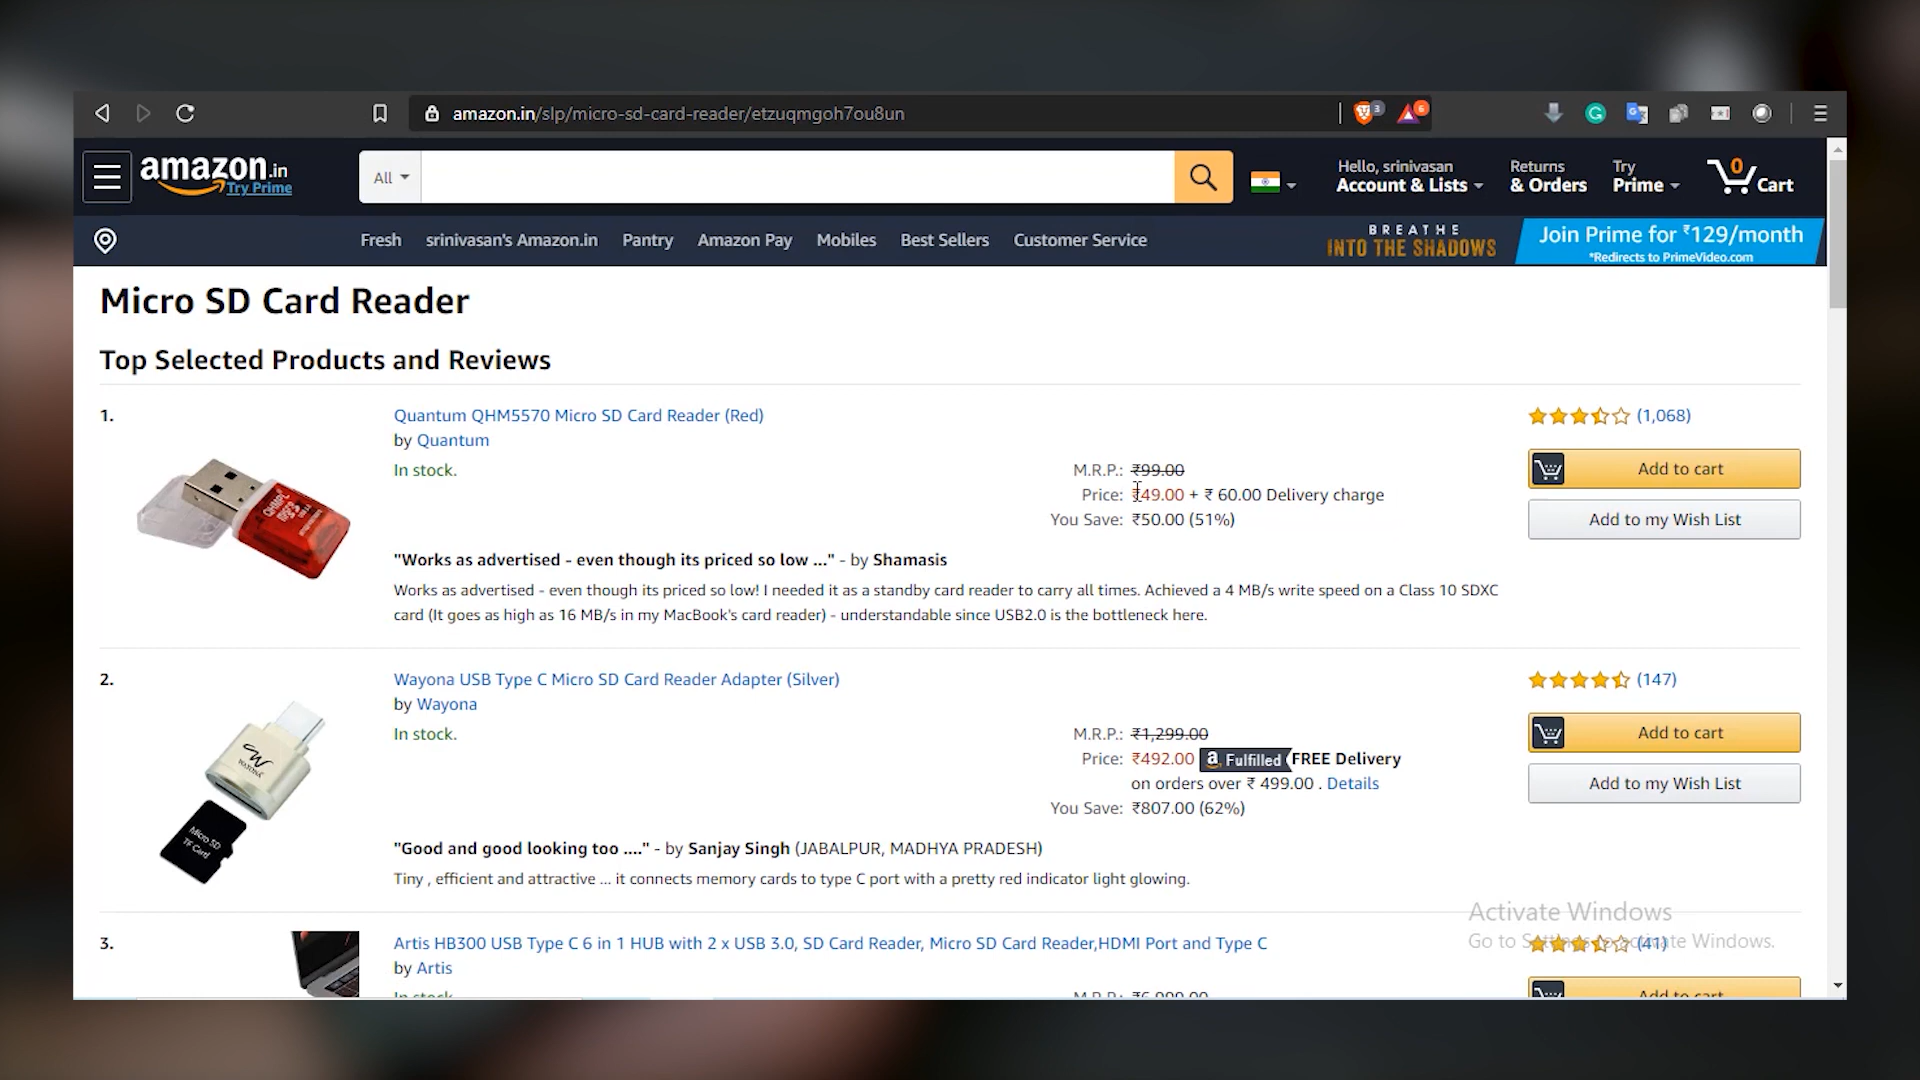 amazon.in/slp/micro-sd-card-reader/etzuqmgoh7ou8un
3
6
amazon.in
Try Prime
All
Hello, srinivasan
Account & Lists
Returns
& Orders
Try
Prime
0
Cart
Fresh
srinivasan's Amazon.in
Pantry
Amazon Pay
Mobiles
Best Sellers
Customer Service
BREATHE
INTO THE SHADOWS
Join Prime for ₹129/month
*Redirects to PrimeVideo.com
Micro SD Card Reader
Top Selected Products and Reviews
1.
QHMPL
Quantum QHM5570 Micro SD Card Reader (Red)
by Quantum
In stock.
M.R.P.: ₹99.00
Price: ₹49.00 + ₹ 60.00 Delivery charge
You Save: ₹50.00 (51%)
(1,068)
Add to cart
Add to my Wish List
"Works as advertised - even though its priced so low ..." - by Shamasis
Works as advertised - even though its priced so low! I needed it as a standby card reader to carry all times. Achieved a 4 MB/s write speed on a Class 10 SDXC
card (It goes as high as 16 MB/s in my MacBook's card reader) - understandable since USB2.0 is the bottleneck here.
2.
WAYONA
Micro SD
TF Card
Wayona USB Type C Micro SD Card Reader Adapter (Silver)
by Wayona
In stock.
M.R.P.: ₹1,299.00
Price: ₹492.00 a Fulfilled FREE Delivery
on orders over ₹ 499.00 . Details
You Save: ₹807.00 (62%)
(147)
Add to cart
Add to my Wish List
"Good and good looking too ...." - by Sanjay Singh (JABALPUR, MADHYA PRADESH)
Tiny , efficient and attractive ... it connects memory cards to type C port with a pretty red indicator light glowing.
Activate Windows
Go to Settings to activate Windows.
3.
Artis HB300 USB Type C 6 in 1 HUB with 2 x USB 3.0, SD Card Reader, Micro SD Card Reader,HDMI Port and Type C
by Artis
(41)
In stock
M.R.P.: ₹6,999.00
Add to cart